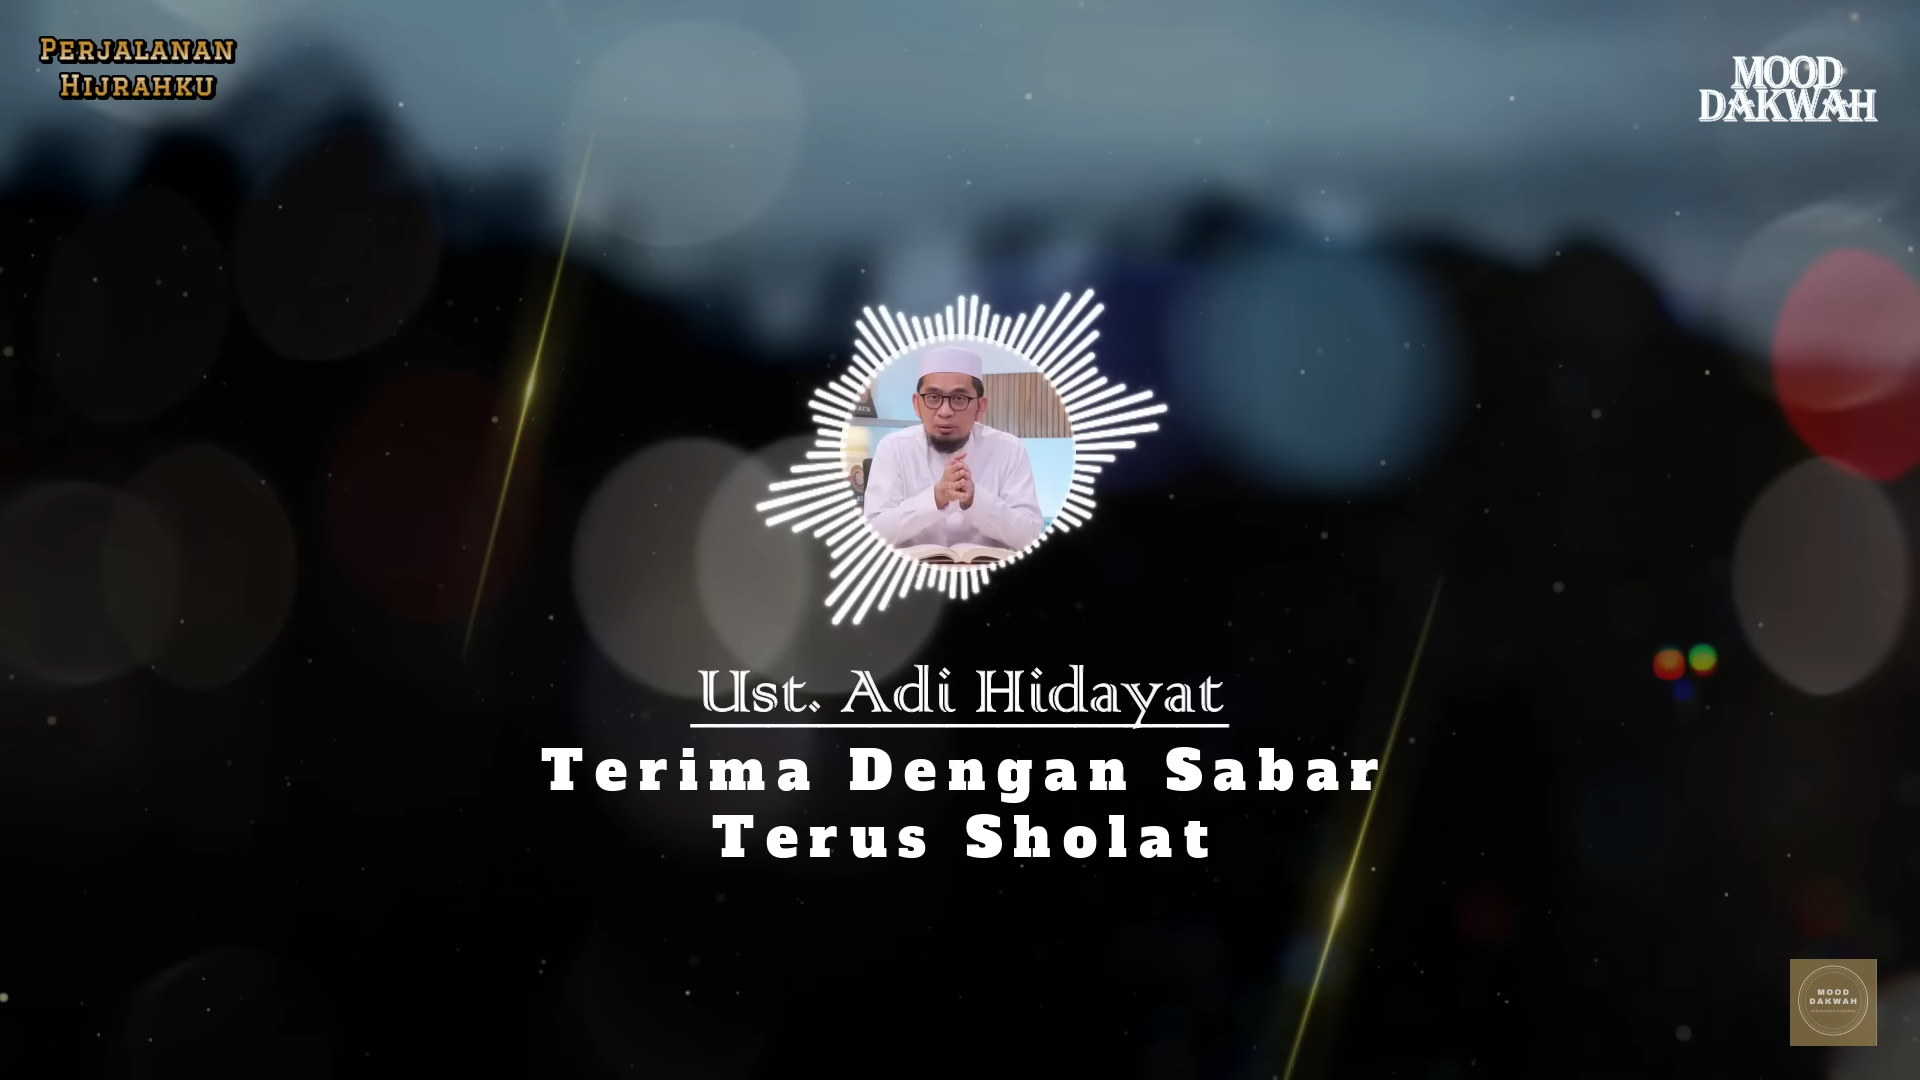 PERJALANAN
HIJRAHKU
MOOD
DAKWAH
Ust. Adi Hidayat
Terima Dengan Sabar
Terus Sholat
MOOD
DAKWAH